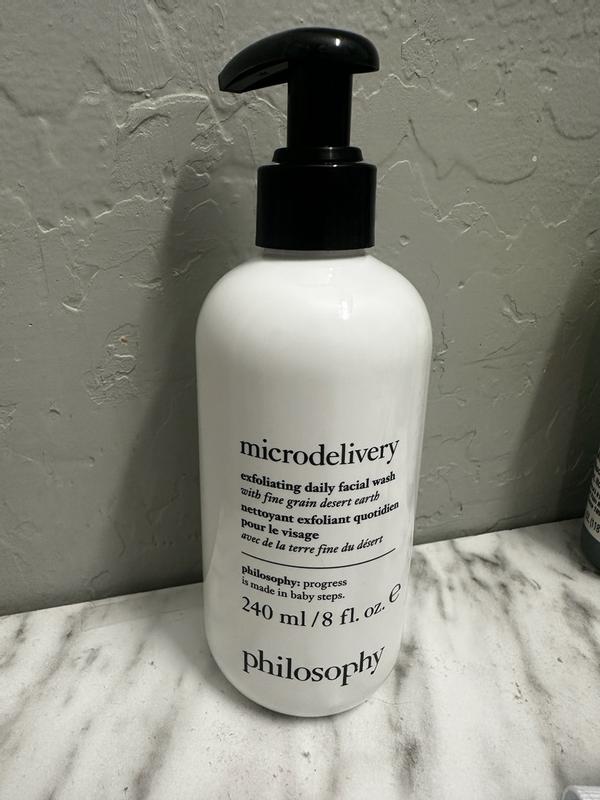 microdelivery
exfoliating daily facial wash
with fine grain desert earth
nettoyant exfoliant quotidien
pour le visage
avec de la terre fine du désert
philosophy: progress
is made in baby steps.
240 ml/8 fl. oz. ℮
philosophy